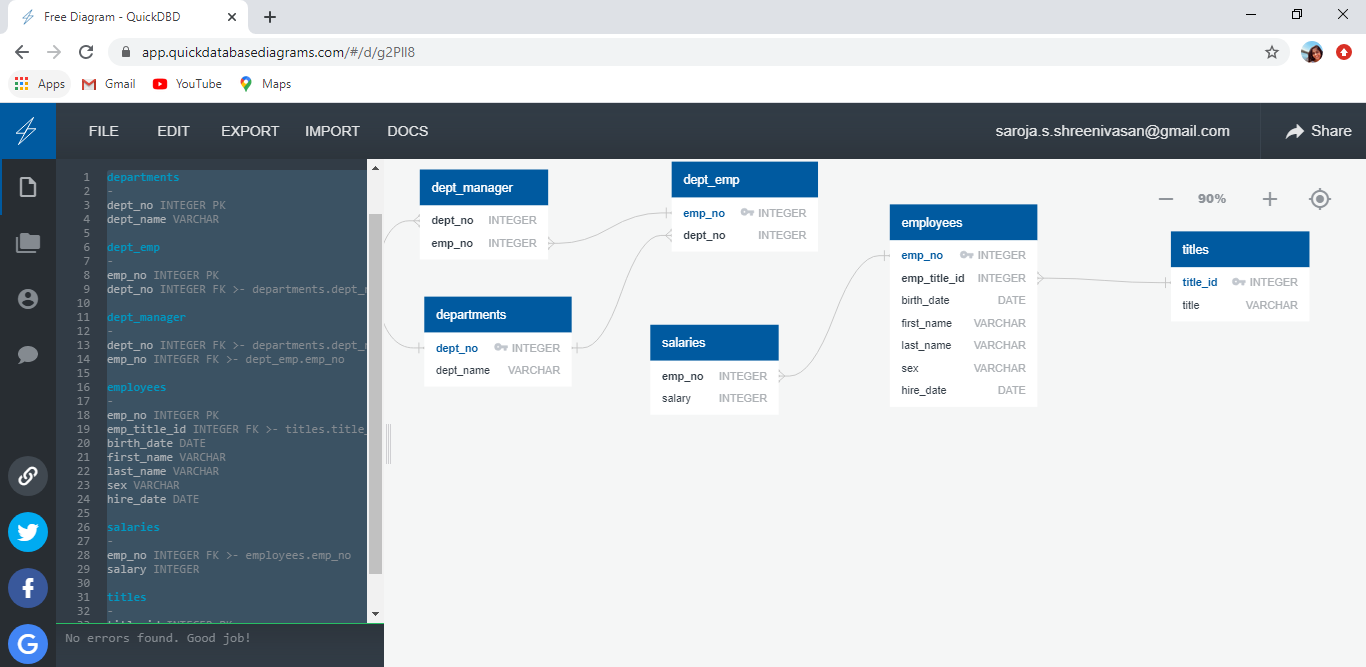 Free Diagram - QuickDBD
app.quickdatabasediagrams.com/#/d/g2PlI8
Apps Gmail YouTube Maps
FILE EDIT EXPORT IMPORT DOCS saroja.s.shreenivasan@gmail.com Share
1 departments
2 -
3 dept_no INTEGER PK
4 dept_name VARCHAR
5
6 dept_emp
7 -
8 emp_no INTEGER PK
9 dept_no INTEGER FK >- departments.dept_n
10
11 dept_manager
12 -
13 dept_no INTEGER FK >- departments.dept_n
14 emp_no INTEGER FK >- dept_emp.emp_no
15
16 employees
17 -
18 emp_no INTEGER PK
19 emp_title_id INTEGER FK >- titles.title_
20 birth_date DATE
21 first_name VARCHAR
22 last_name VARCHAR
23 sex VARCHAR
24 hire_date DATE
25
26 salaries
27 -
28 emp_no INTEGER FK >- employees.emp_no
29 salary INTEGER
30
31 titles
32 -
No errors found. Good job!
dept_manager
dept_no INTEGER
emp_no INTEGER
departments
dept_no INTEGER
dept_name VARCHAR
dept_emp
emp_no INTEGER
dept_no INTEGER
salaries
emp_no INTEGER
salary INTEGER
employees
emp_no INTEGER
emp_title_id INTEGER
birth_date DATE
first_name VARCHAR
last_name VARCHAR
sex VARCHAR
hire_date DATE
90%
titles
title_id INTEGER
title VARCHAR